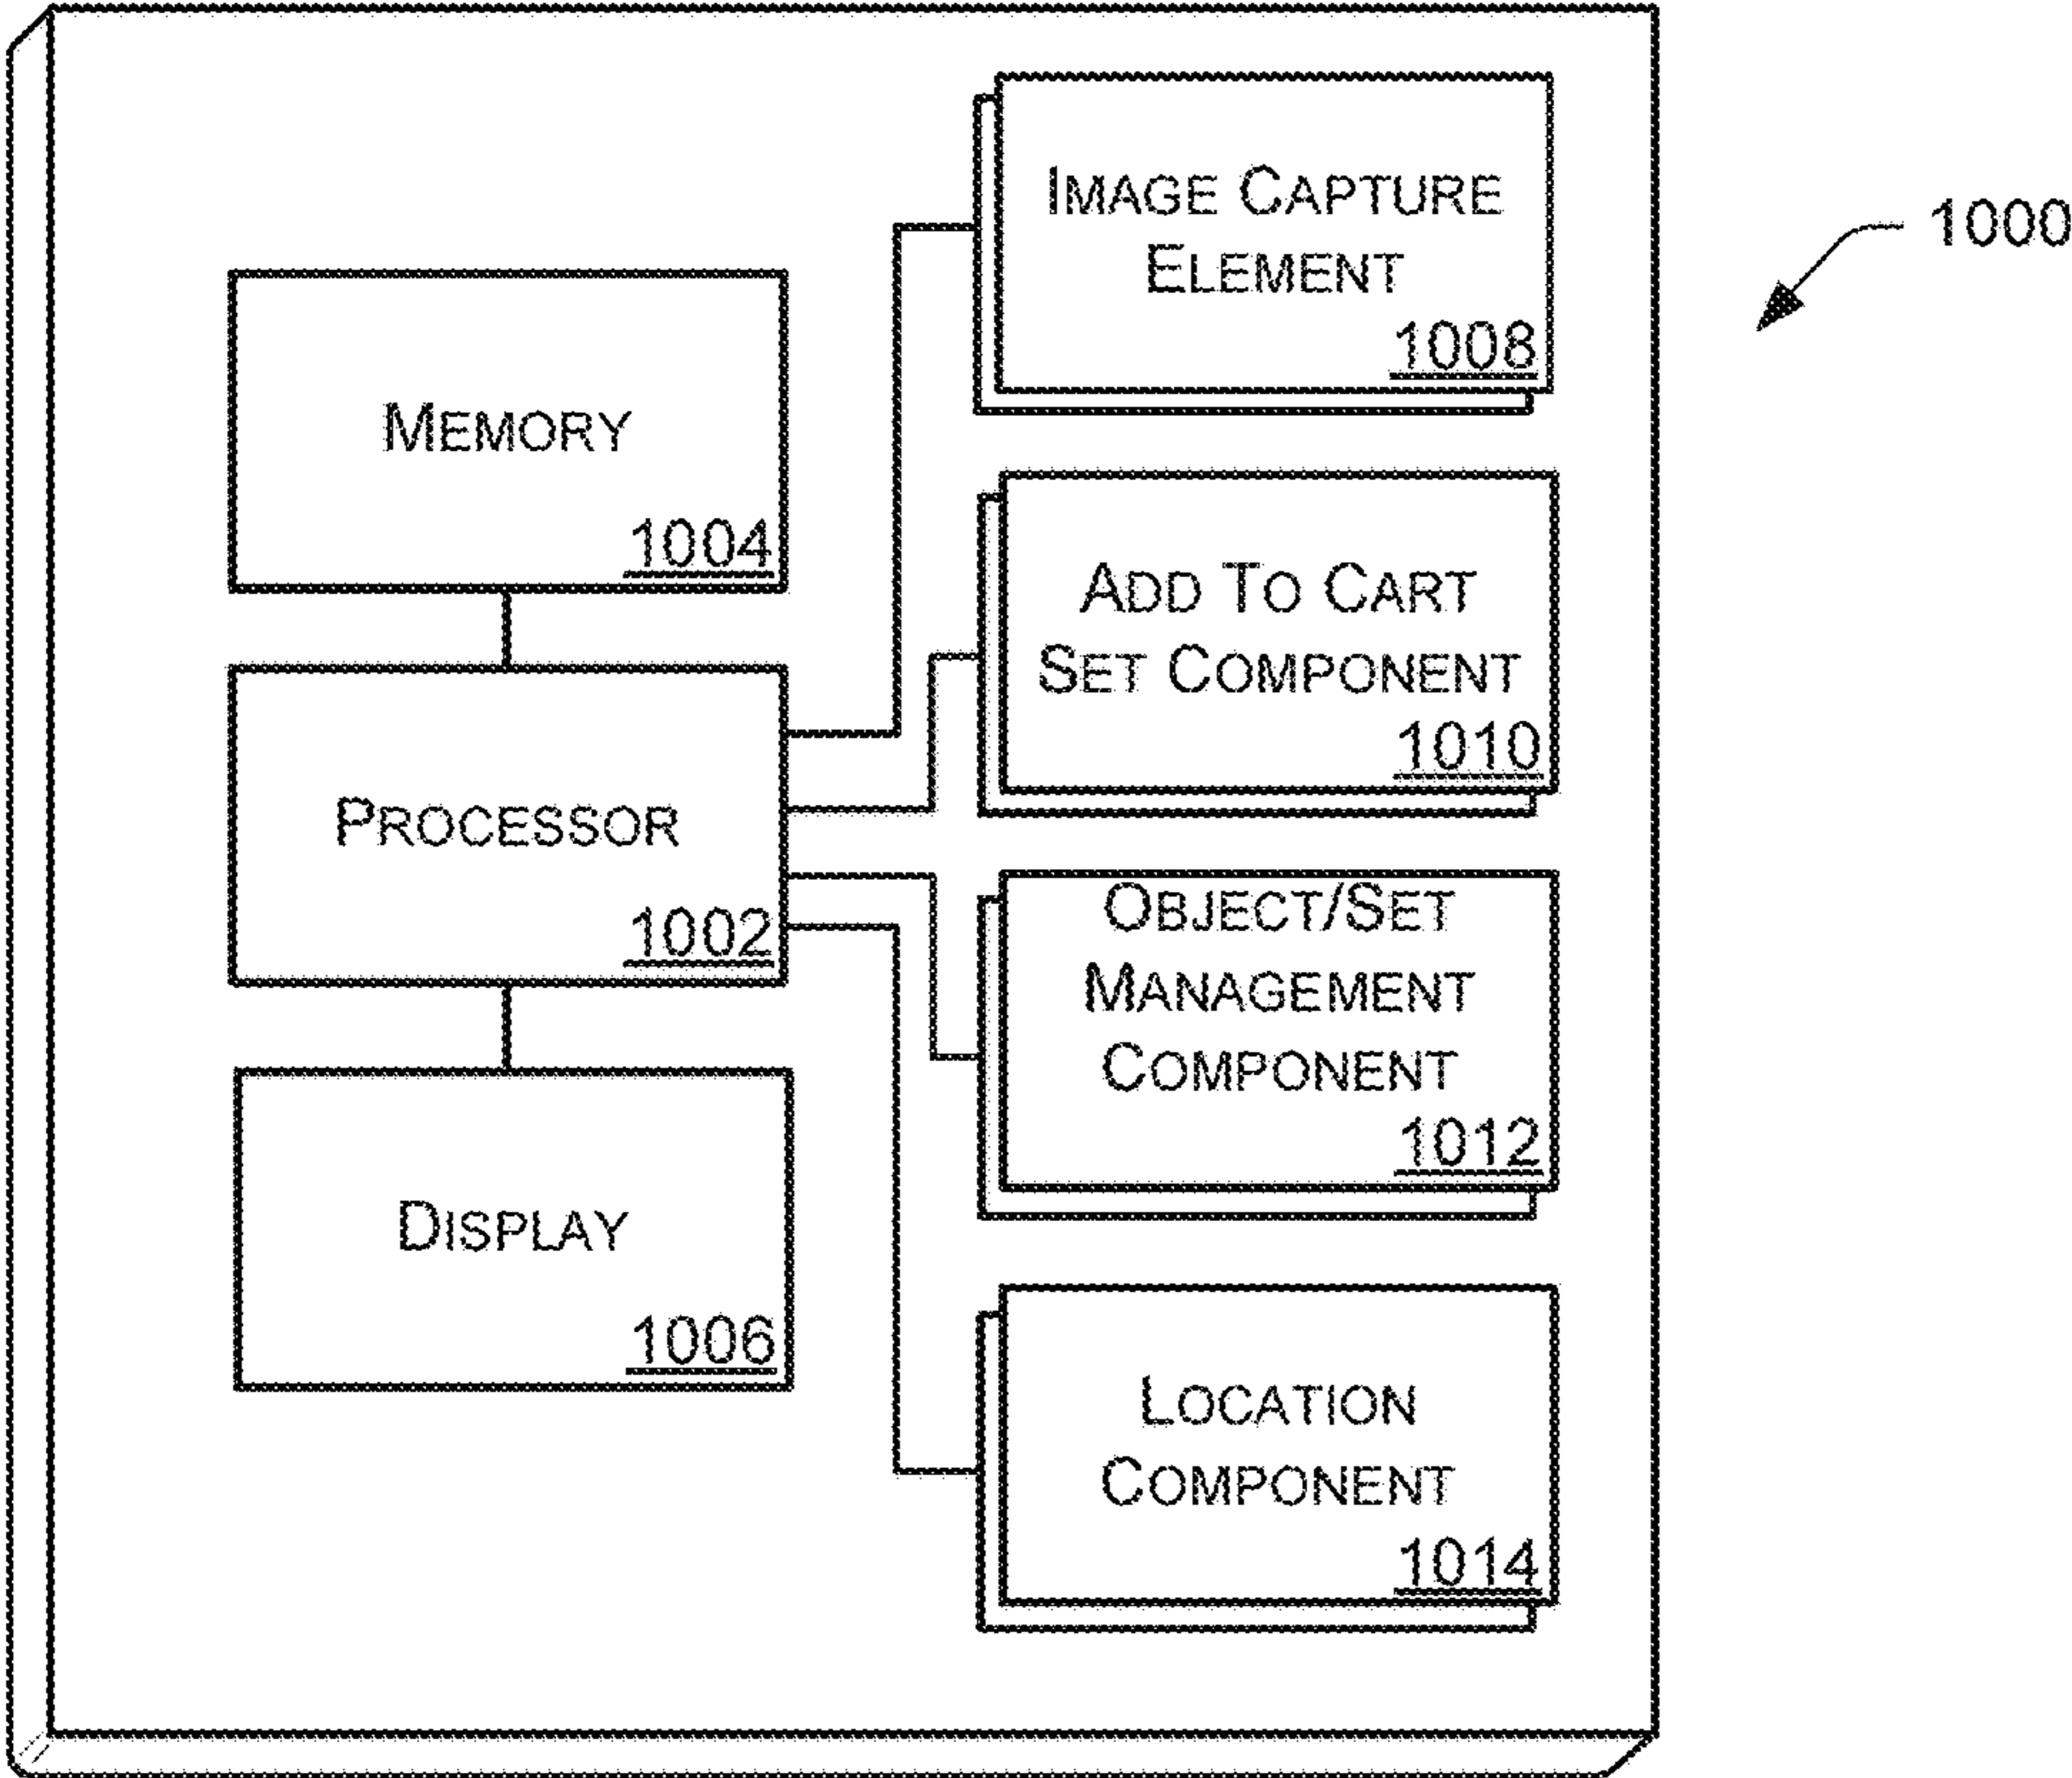 IMAGE CAPTURE
ELEMENT
1008
1000
MEMORY
1004
ADD TO CART
SET COMPONENT
1010
PROCESSOR
1002
OBJECT/SET
MANAGEMENT
COMPONENT
1012
DISPLAY
1006
LOCATION
COMPONENT
1014